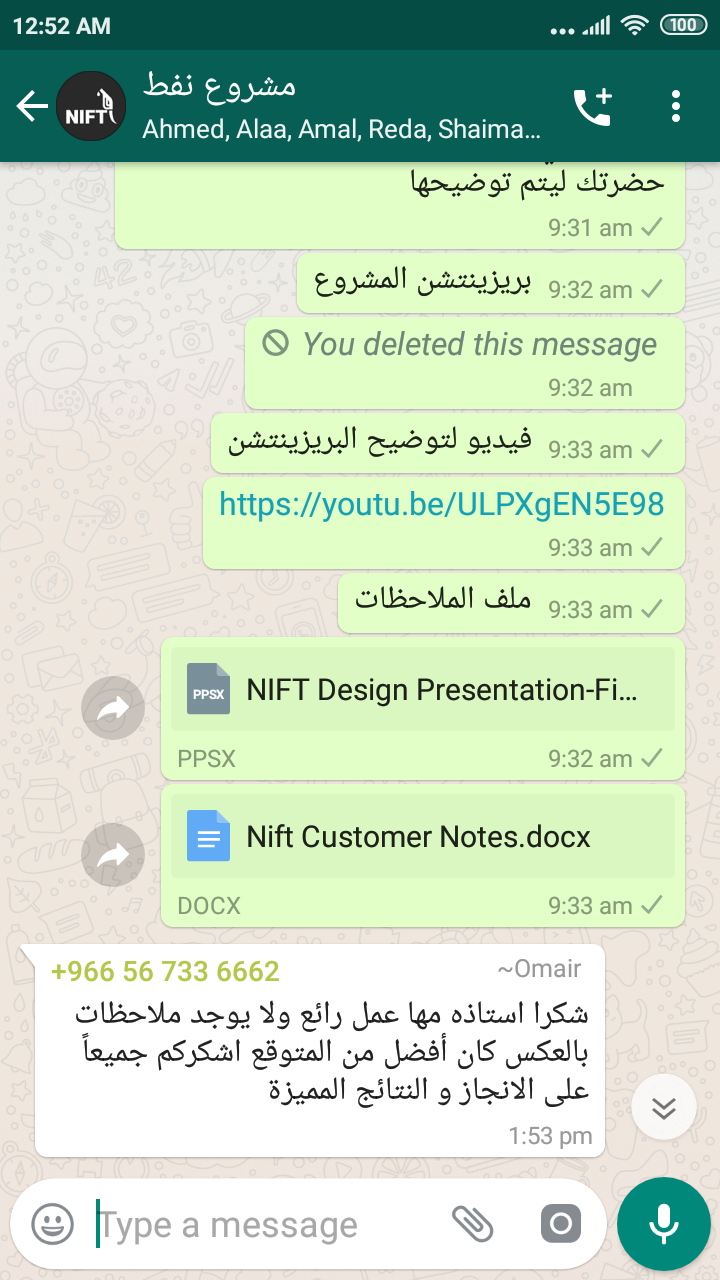 12:52 AM
100
NIFT
مشروع نفط
Ahmed, Alaa, Amal, Reda, Shaima...
حضرتك ليتم توضيحها
9:31 am
بريزينتشن المشروع
9:32 am
You deleted this message
9:32 am
فيديو لتوضيح البريزينتشن
9:33 am
https://youtu.be/ULPXgEN5E98
9:33 am
ملف الملاحظات
9:33 am
PPSX
NIFT Design Presentation-Fi...
PPSX
9:32 am
Nift Customer Notes.docx
DOCX
9:33 am
+966 56 733 6662
~Omair
شكرا استاذه مها عمل رائع ولا يوجد ملاحظات
بالعكس كان أفضل من المتوقع اشكركم جميعاً
على الانجاز و النتائج المميزة
1:53 pm
Type a message